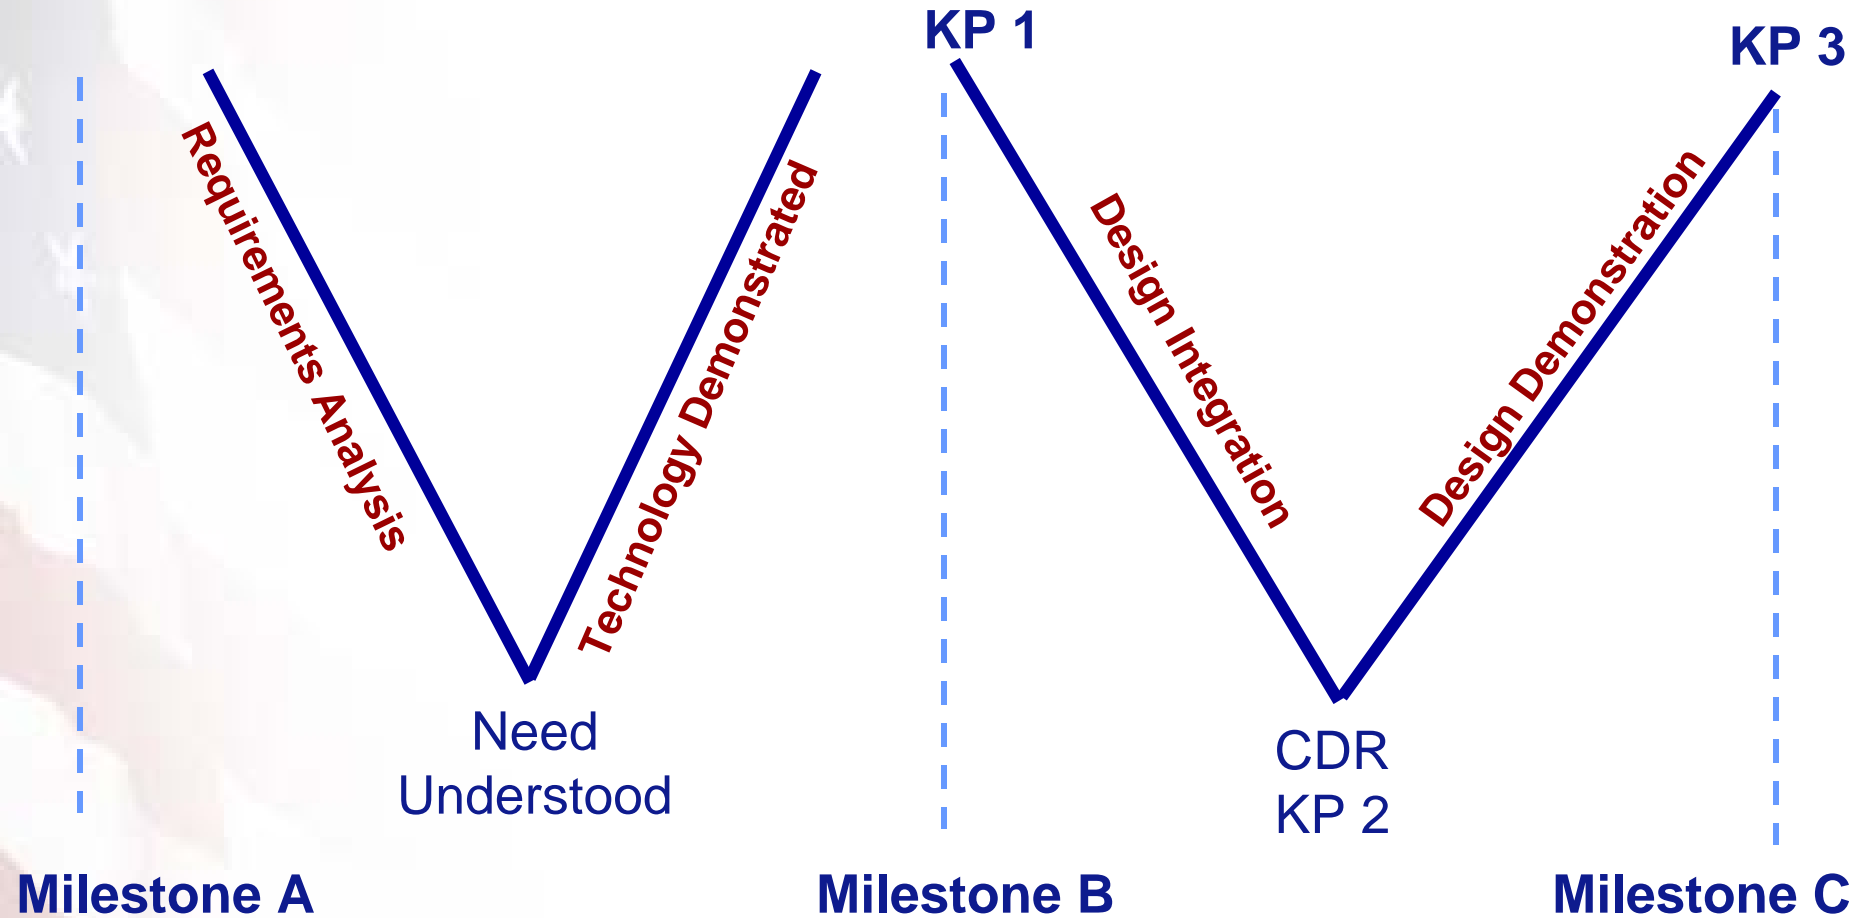 KP 1
KP 3
Requirements Analysis
Technology Demonstrated
Design Integration
Design Demonstration
Need
Understood
CDR
KP 2
Milestone A
Milestone B
Milestone C